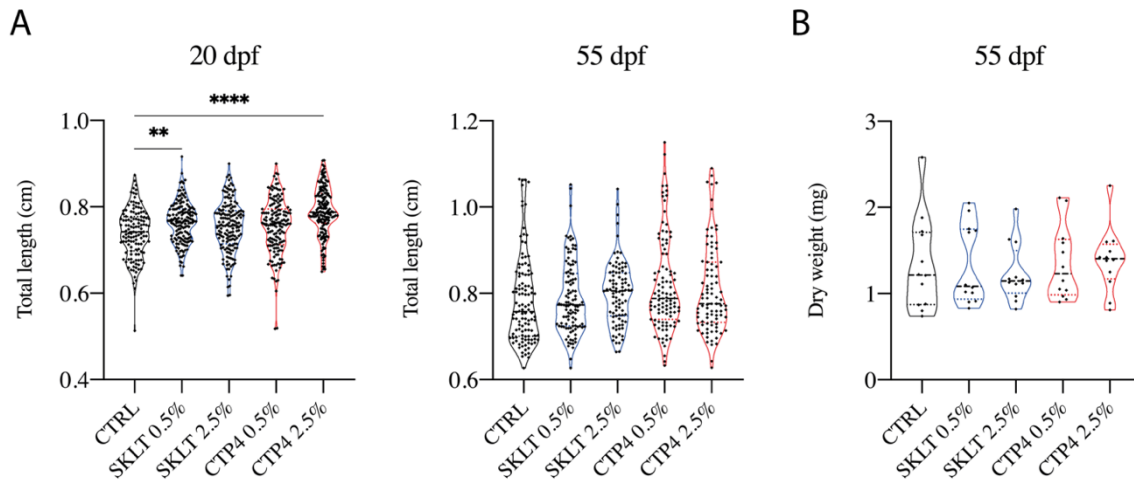 A
B
20 dpf
55 dpf
55 dpf
****
**
Total length (cm)
1.0
0.8
0.6
0.4
CTRL
SKLT 0.5%
SKLT 2.5%
CTP4 0.5%
CTP4 2.5%
Total length (cm)
1.2
1.0
0.8
0.6
CTRL
SKLT 0.5%
SKLT 2.5%
CTP4 0.5%
CTP4 2.5%
Dry weight (mg)
3
2
1
0
CTRL
SKLT 0.5%
SKLT 2.5%
CTP4 0.5%
CTP4 2.5%